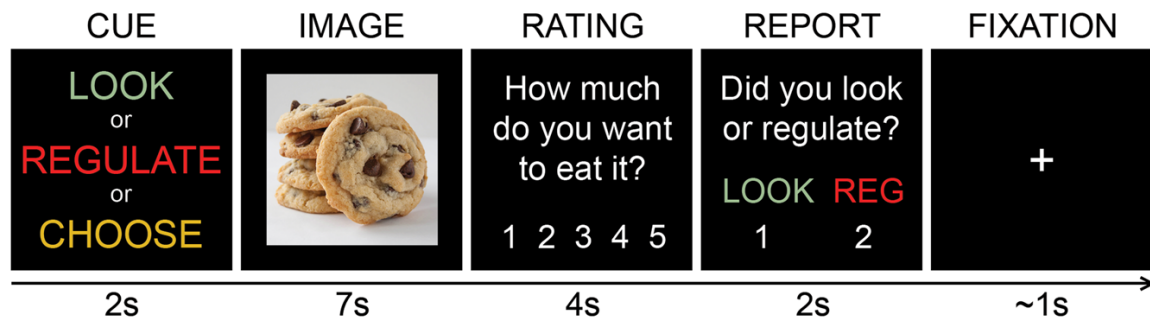 CUE
IMAGE
RATING
REPORT
FIXATION
LOOK
or
REGULATE
or
CHOOSE
How much
do you want
to eat it?
1 2 3 4 5
Did you look
or regulate?
LOOK REG
1 2
+
2s
7s
4s
2s
~1s